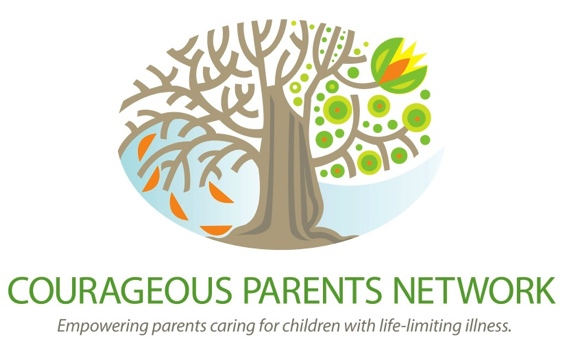 COURAGEOUS PARENTS NETWORK
Empowering parents caring for children with life-limiting illness.